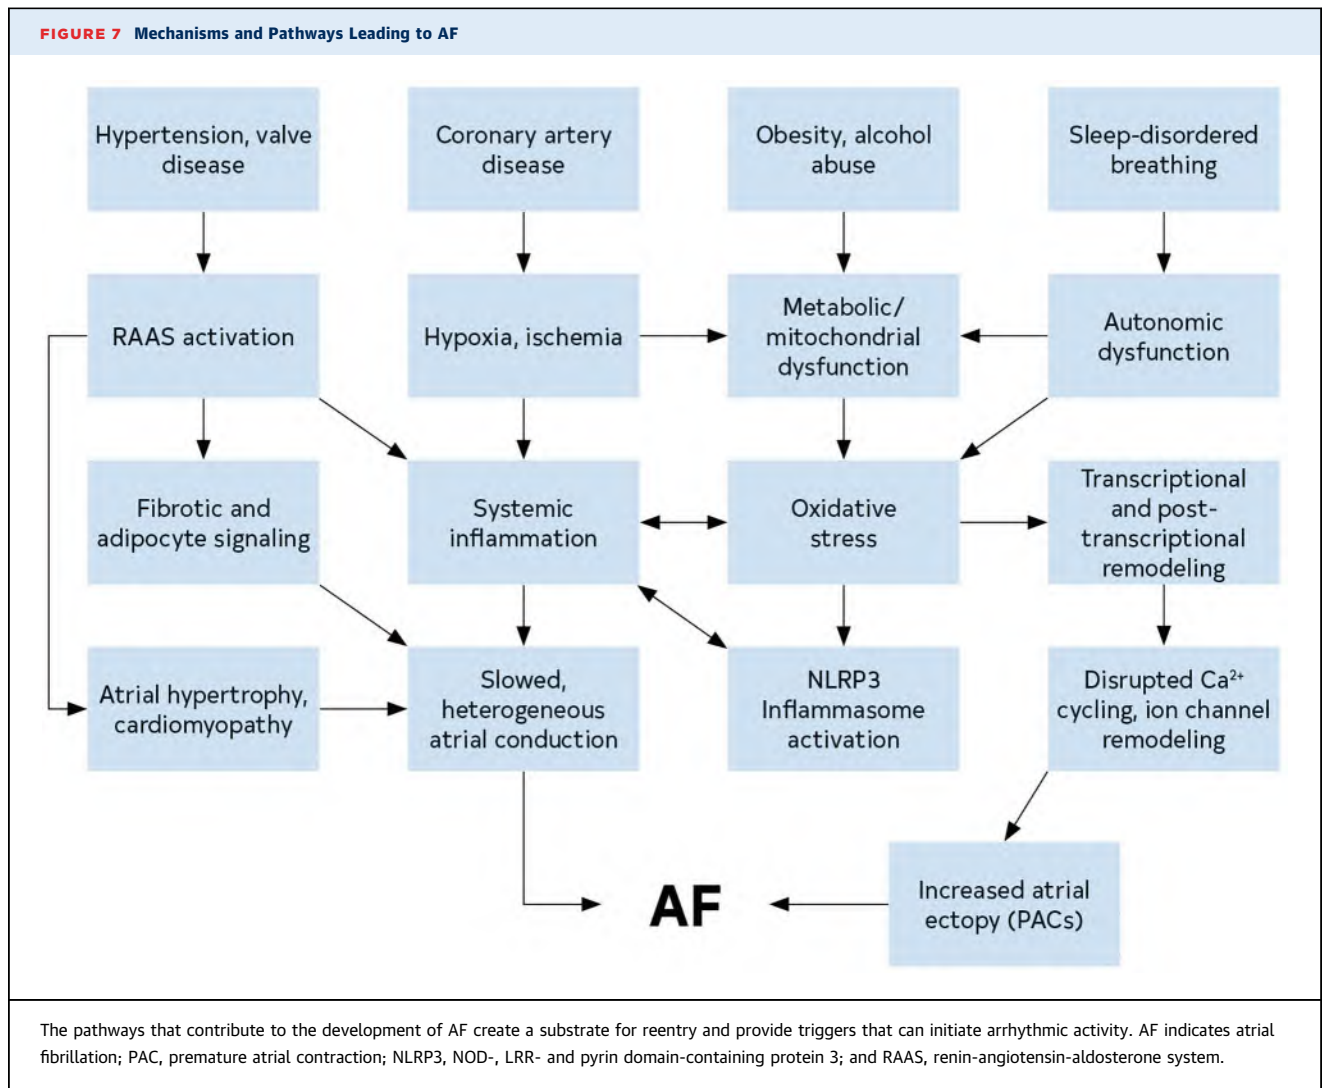 FIGURE 7 Mechanisms and Pathways Leading to AF
Hypertension, valve
disease
Coronary artery
disease
Obesity, alcohol
abuse
Sleep-disordered
breathing
RAAS activation
Hypoxia, ischemia
Metabolic/
mitochondrial
dysfunction
Autonomic
dysfunction
Fibrotic and
adipocyte signaling
Systemic
inflammation
Oxidative
stress
Transcriptional
and post-
transcriptional
remodeling
Atrial hypertrophy,
cardiomyopathy
Slowed,
heterogeneous
atrial conduction
NLRP3
Inflammasome
activation
Disrupted Ca²⁺
cycling, ion channel
remodeling
AF
Increased atrial
ectopy (PACs)
The pathways that contribute to the development of AF create a substrate for reentry and provide triggers that can initiate arrhythmic activity. AF indicates atrial
fibrillation; PAC, premature atrial contraction; NLRP3, NOD-, LRR- and pyrin domain-containing protein 3; and RAAS, renin-angiotensin-aldosterone system.